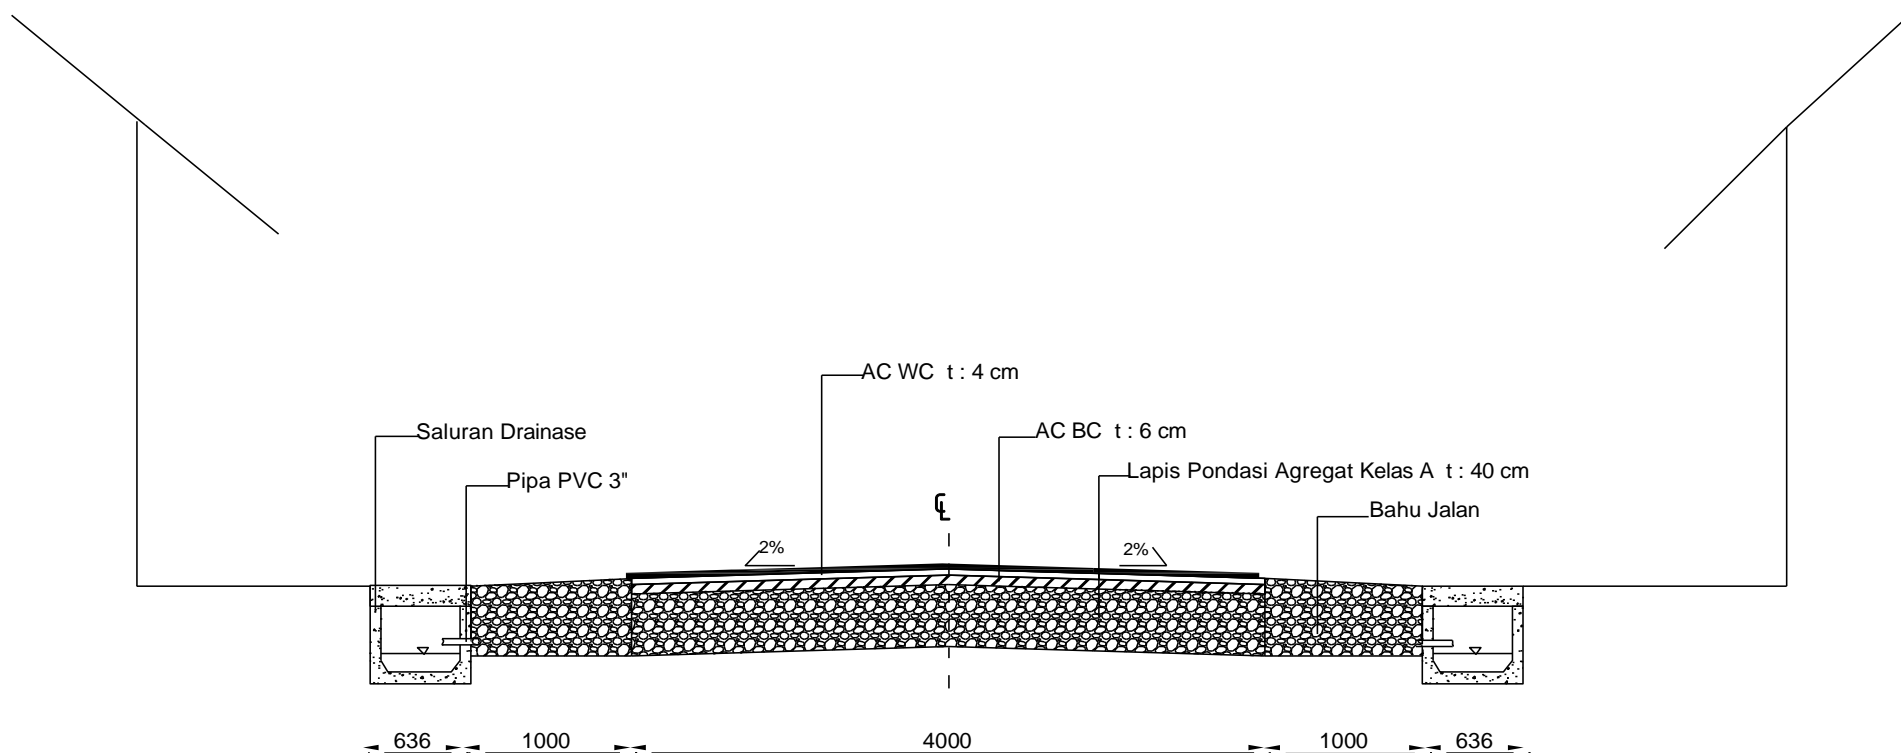 AC WC t : 4 cm
Saluran Drainase
AC BC t : 6 cm
Pipa PVC 3"
Lapis Pondasi Agregat Kelas A t : 40 cm
Bahu Jalan
℄
2%
2%
636
1000
4000
1000
636